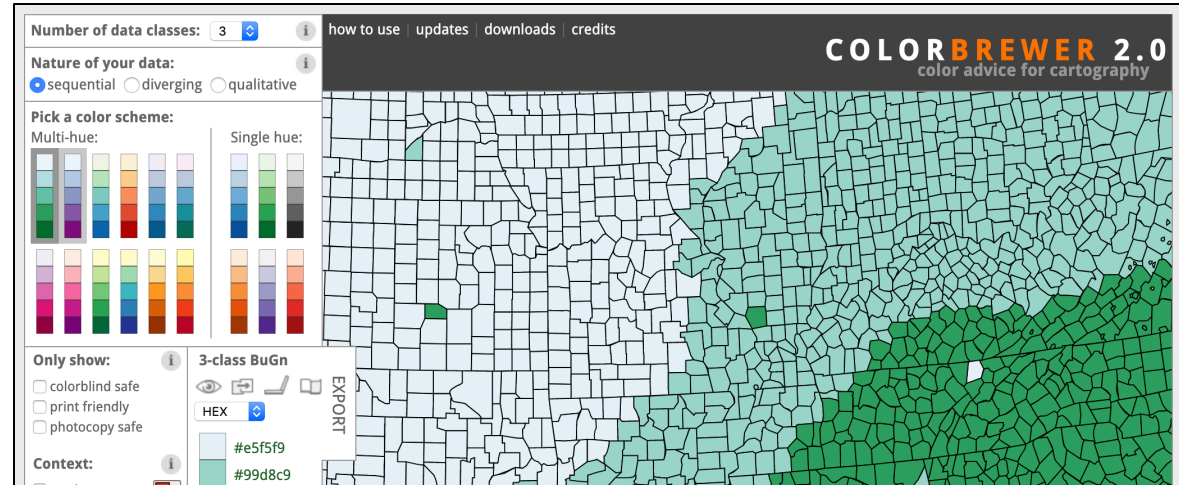 Number of data classes: 3 i
how to use | updates | downloads | credits
COLORBREWER 2.0
color advice for cartography
Nature of your data: i
sequential diverging qualitative
Pick a color scheme:
Multi-hue: Single hue:
Only show: i
colorblind safe
print friendly
photocopy safe
Context: i
3-class BuGn
EXPORT
HEX
#e5f5f9
#99d8c9